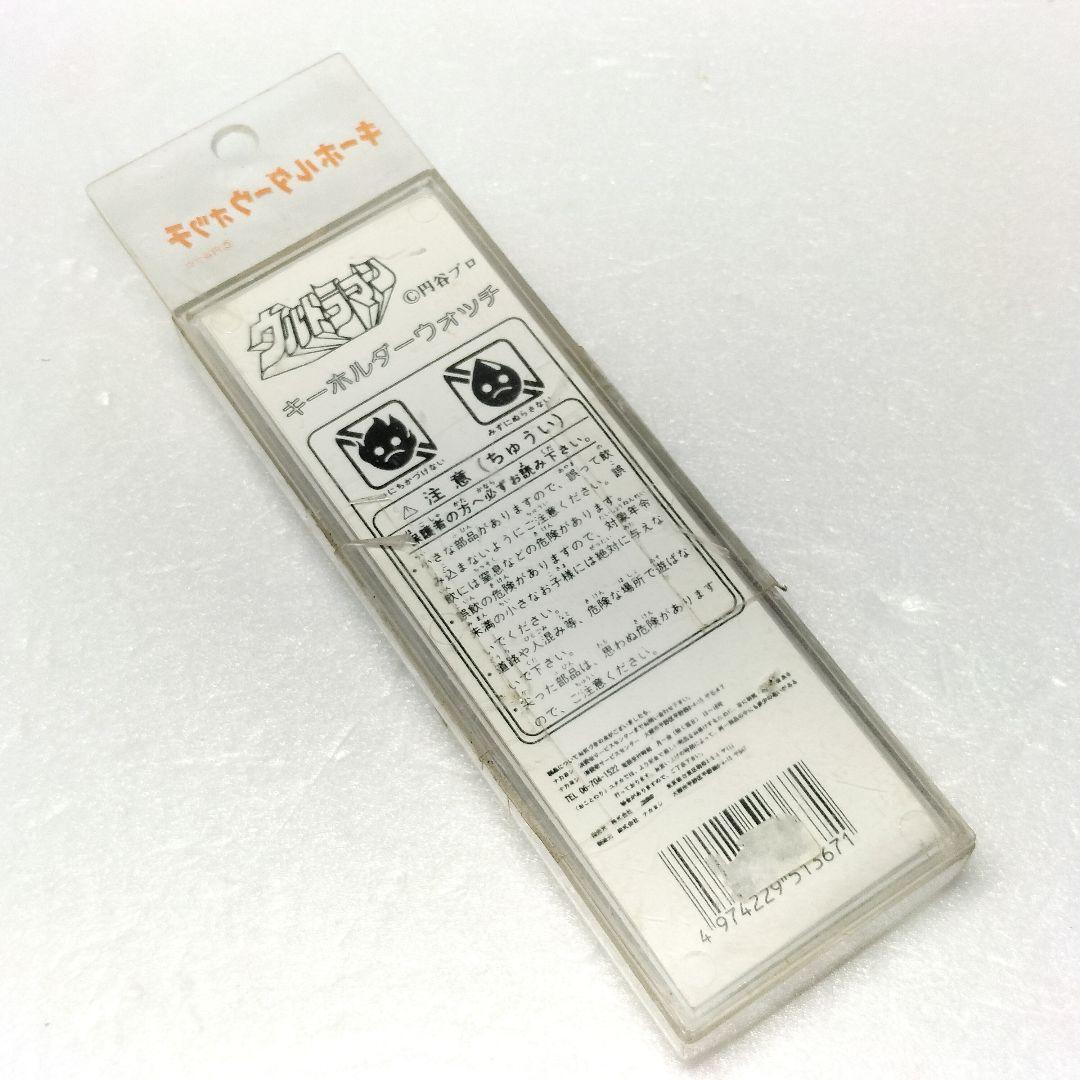 キーホルダーウォッチ
ウルトラマン
©円谷プロ
キーホルダーウオッチ
にちかづけない
みずにぬらさない
⚠注意(ちゅうい)
保護者の方へ必ずお読み下さい。
・小さな部品がありますので、誤って飲
み込まないようにご注意ください。誤
飲には窒息などの危険があります。
・誤飲の危険がありますので、対象年令
未満の小さなお子様には絶対に与えな
いでください。
・道路や人混み等、危険な場所で遊ばな
いで下さい。
・尖った部品は、思わぬ危険があります
ので、ご注意ください。
TEL 06-704-1522
4 974229 515671